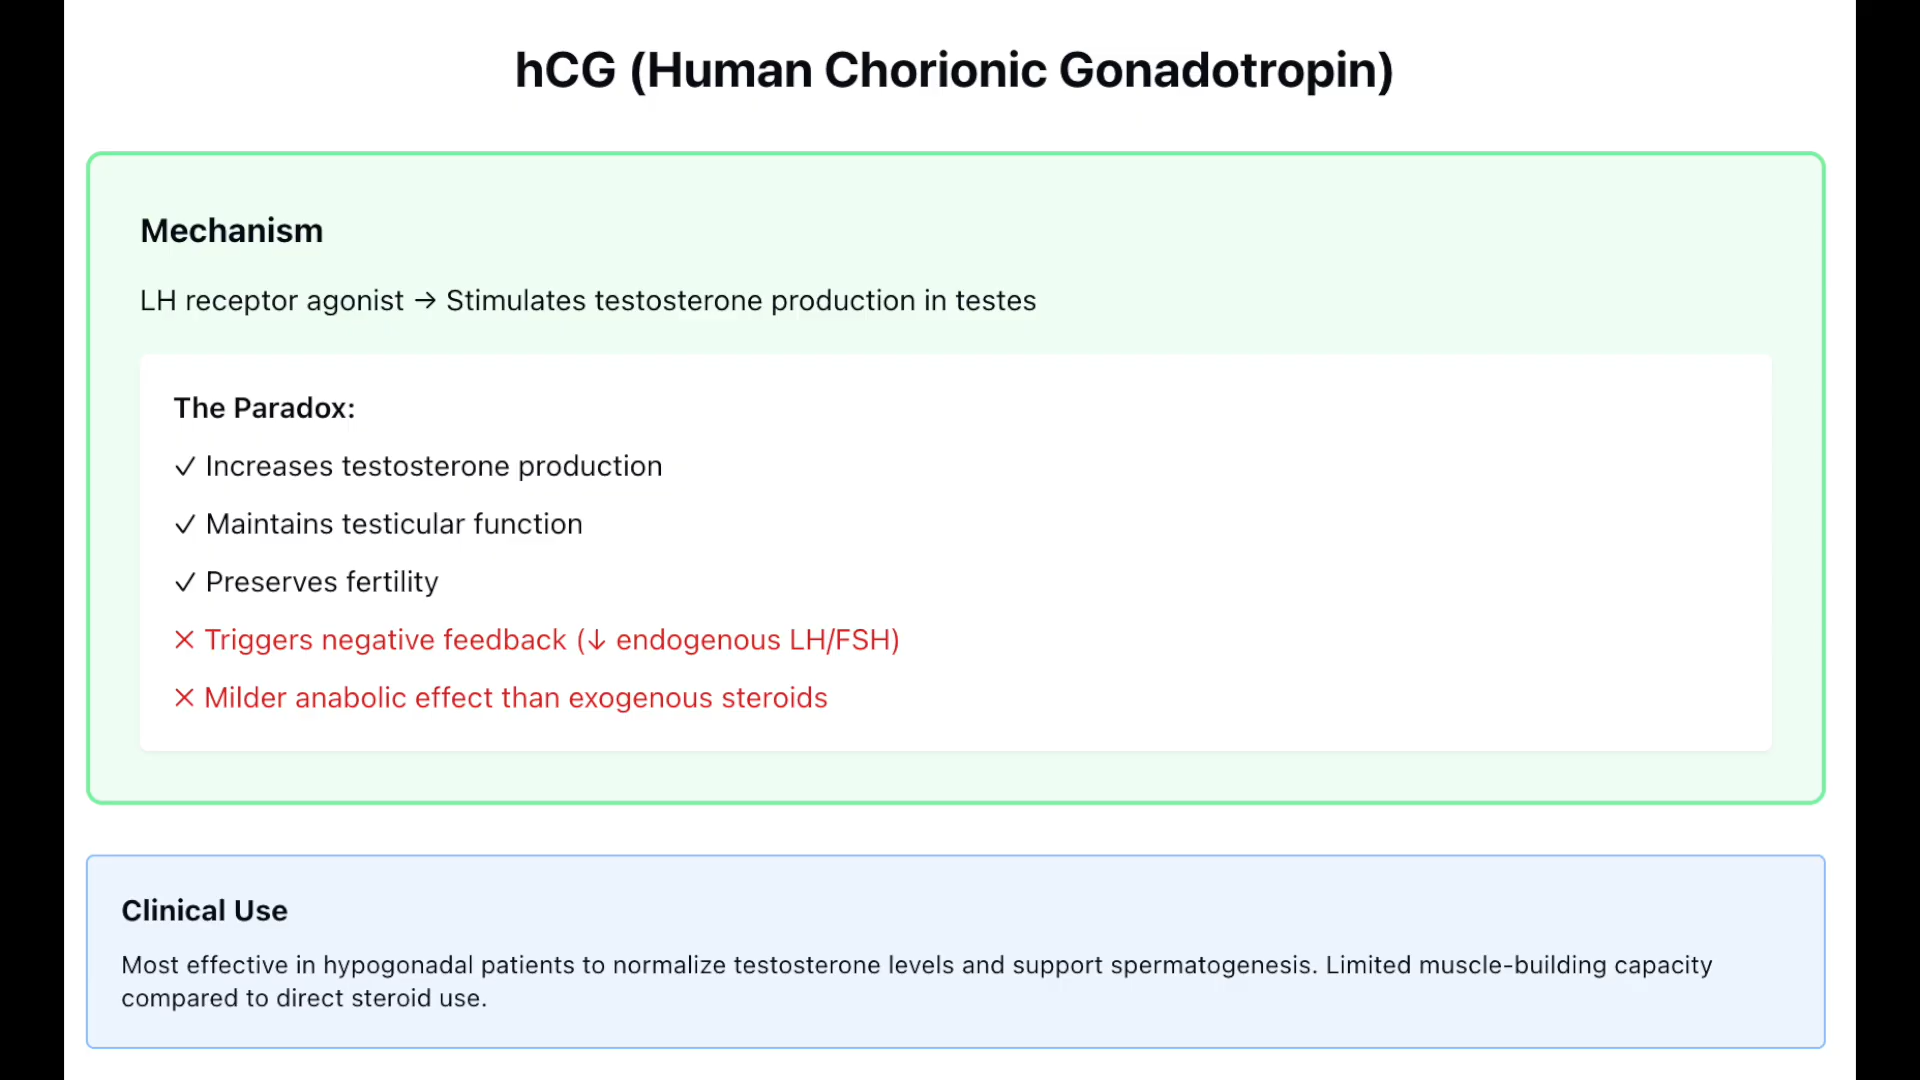 hCG (Human Chorionic Gonadotropin)
Mechanism
LH receptor agonist → Stimulates testosterone production in testes
The Paradox:
✓ Increases testosterone production
✓ Maintains testicular function
✓ Preserves fertility
✕ Triggers negative feedback (↓ endogenous LH/FSH)
✕ Milder anabolic effect than exogenous steroids
Clinical Use
Most effective in hypogonadal patients to normalize testosterone levels and support spermatogenesis. Limited muscle-building capacity
compared to direct steroid use.